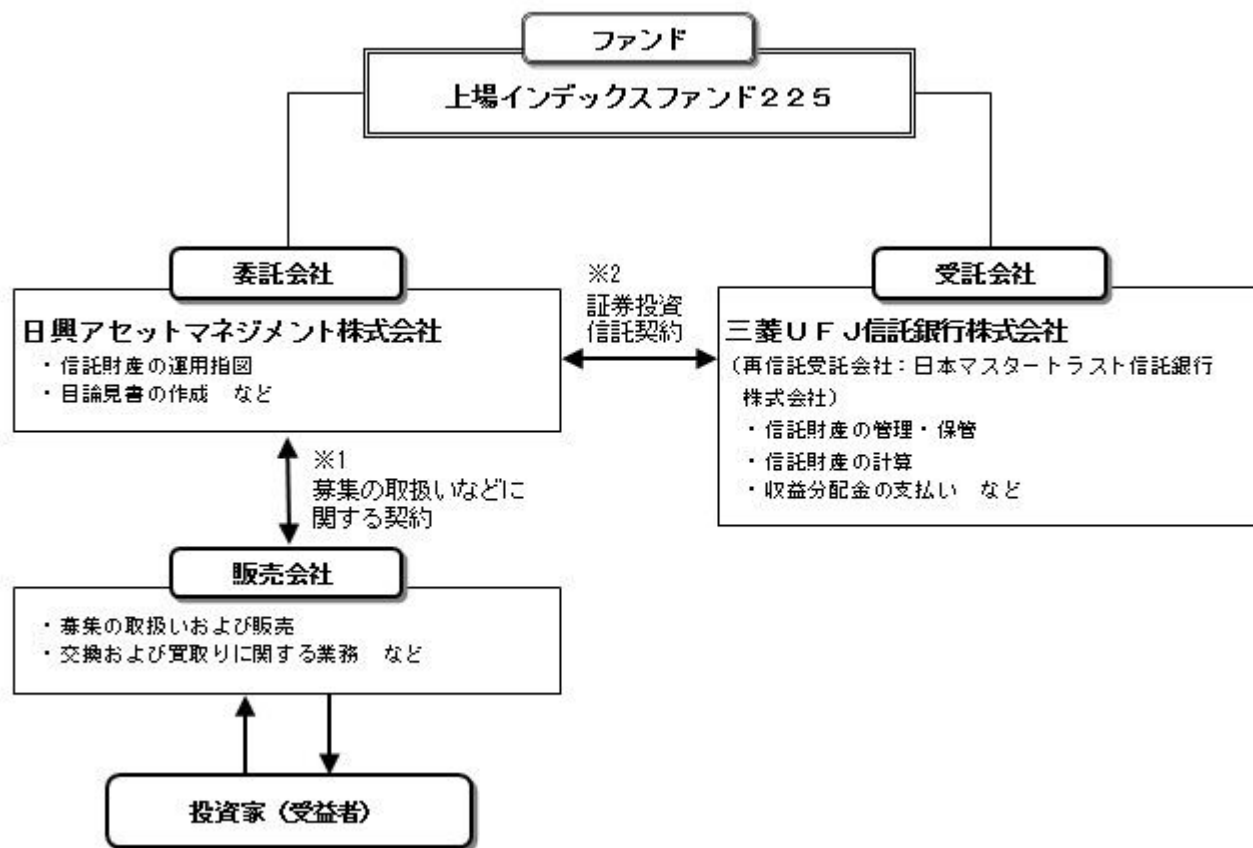 ファンド
上場インデックスファンド２２５
委託会社
日興アセットマネジメント株式会社
・信託財産の運用指図
・目論見書の作成　など
※2
証券投資
信託契約
受託会社
三菱ＵＦＪ信託銀行株式会社
（再信託受託会社：日本マスタートラスト信託銀行
株式会社）
・信託財産の管理・保管
・信託財産の計算
・収益分配金の支払い　など
※1
募集の取扱いなどに
関する契約
販売会社
・募集の取扱いおよび販売
・交換および買取りに関する業務　など
投資家（受益者）